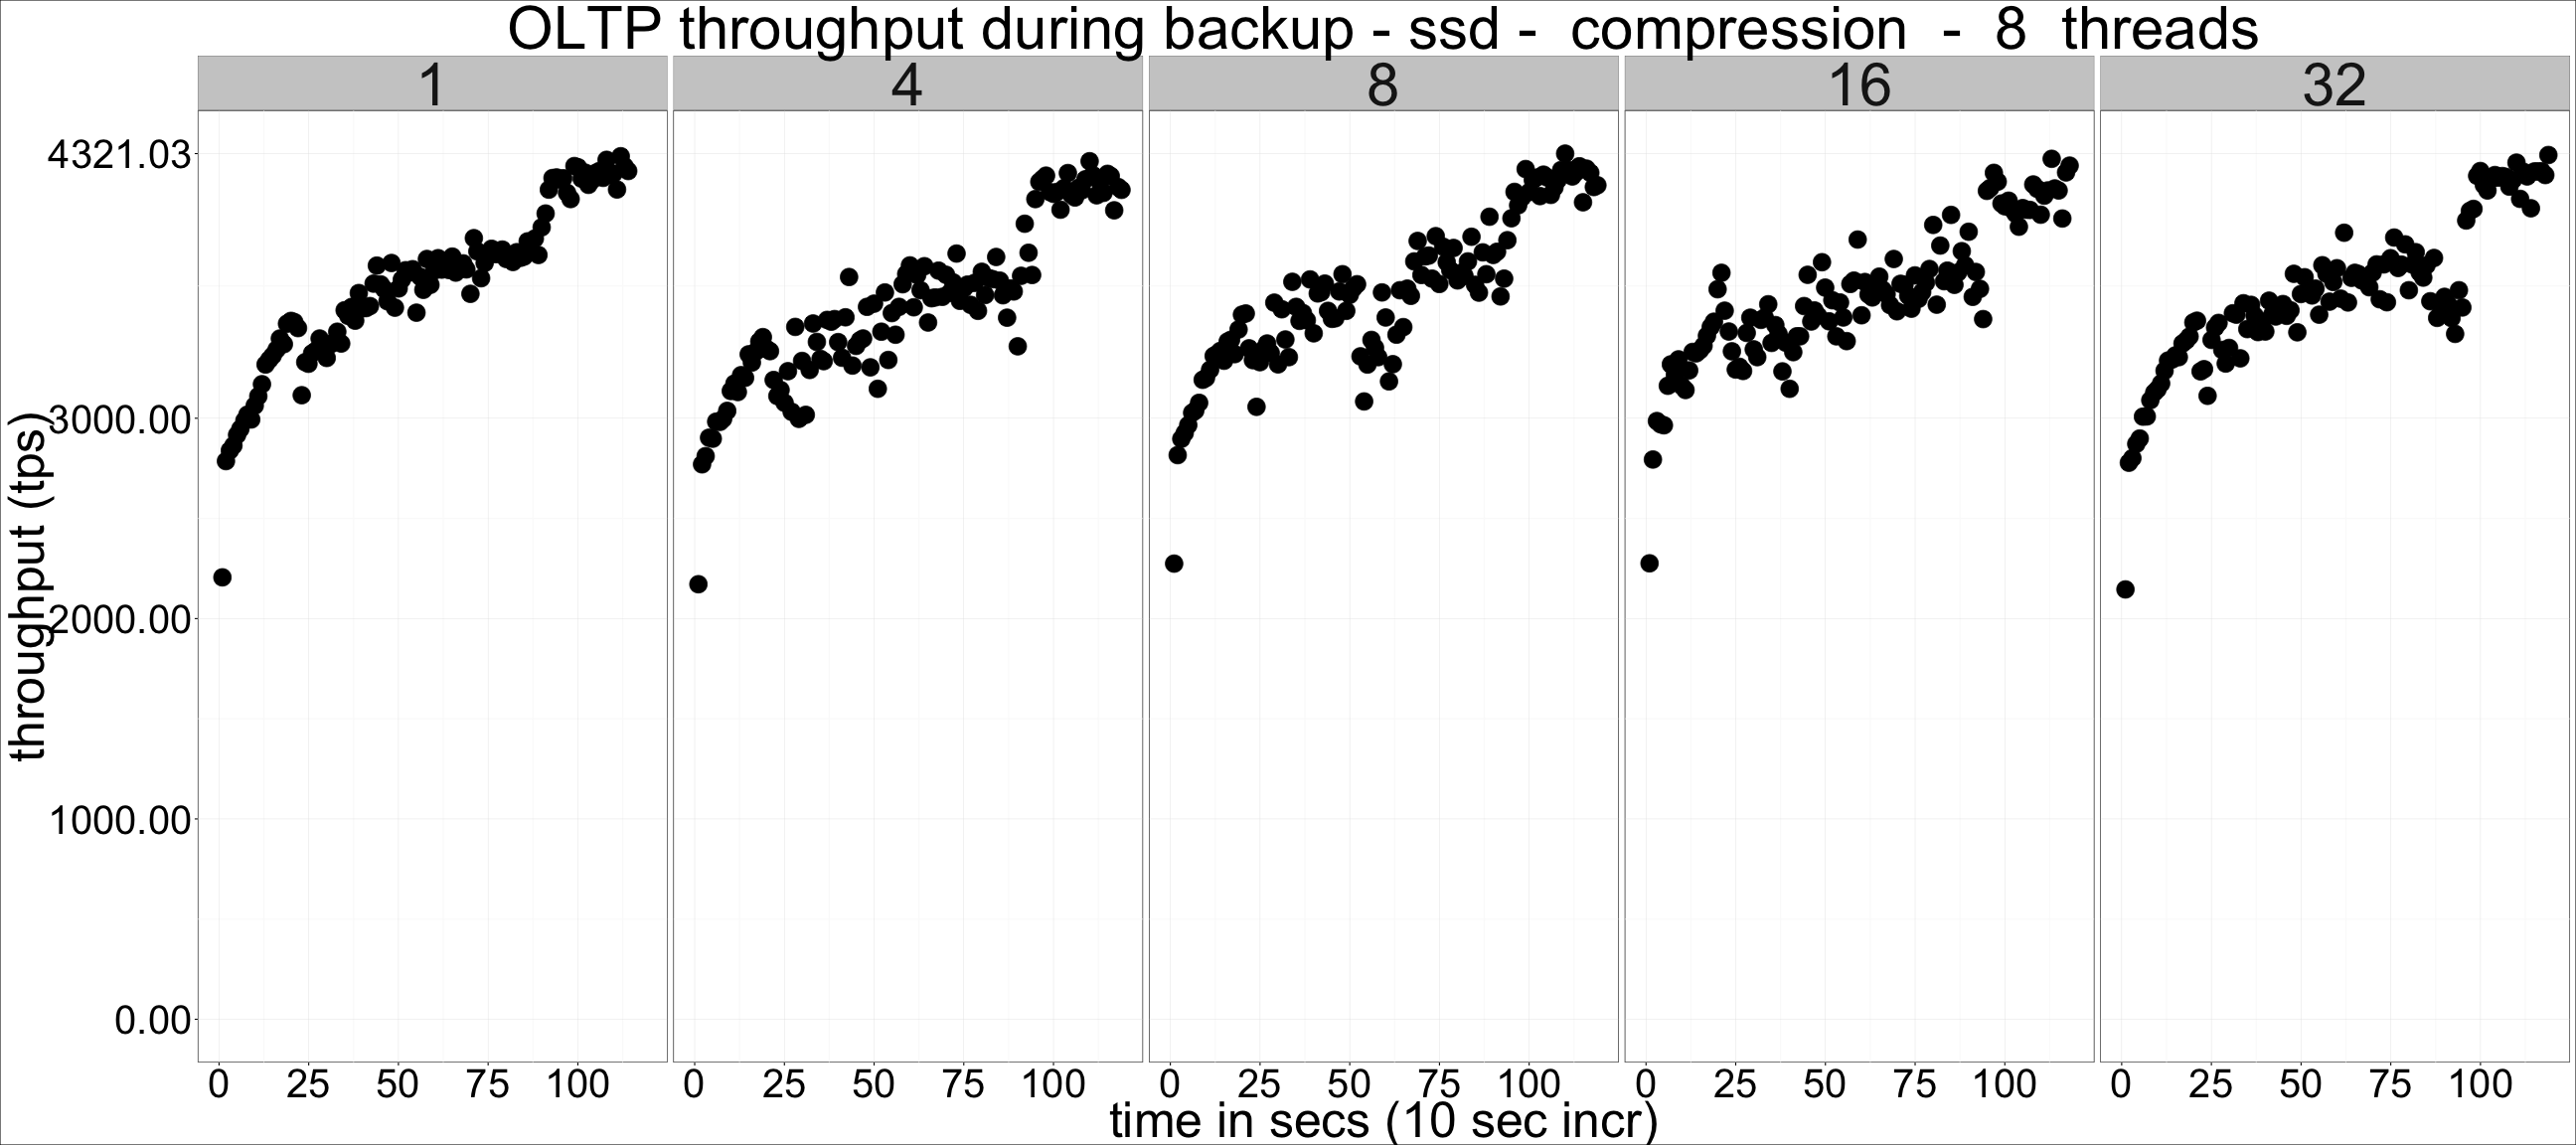 OLTP throughput during backup - ssd -  compression  -  8  threads
1 4 8 16 32
throughput (tps)
4321.03
3000.00
2000.00
1000.00
0.00
0 25 50 75 100 0 25 50 75 100 0 25 50 75 100 0 25 50 75 100 0 25 50 75 100
time in secs (10 sec incr)